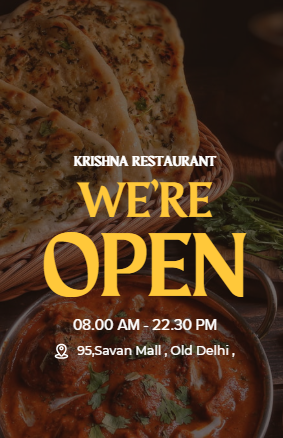 KRISHNA RESTAURANT
WE'RE
OPEN
08.00 AM - 22.30 PM
95,Savan Mall , Old Delhi ,